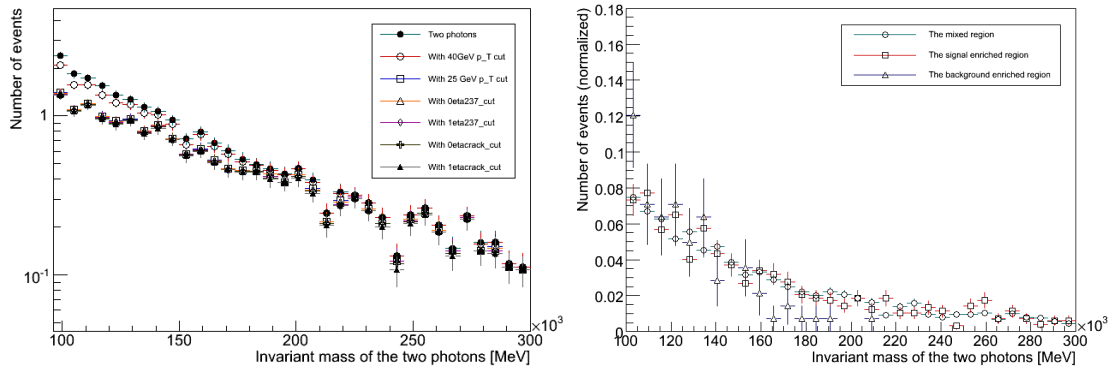 Number of events
1
10⁻¹
Two photons
With 40GeV p_T cut
With 25 GeV p_T cut
With 0eta237_cut
With 1eta237_cut
With 0etacrack_cut
With 1etacrack_cut
100 150 200 250 300
×10³
Invariant mass of the two photons [MeV]
Number of events (normalized)
0.18
0.16
0.14
0.12
0.1
0.08
0.06
0.04
0.02
0
The mixed region
The signal enriched region
The background enriched region
100 120 140 160 180 200 220 240 260 280 300
×10³
Invariant mass of the two photons [MeV]